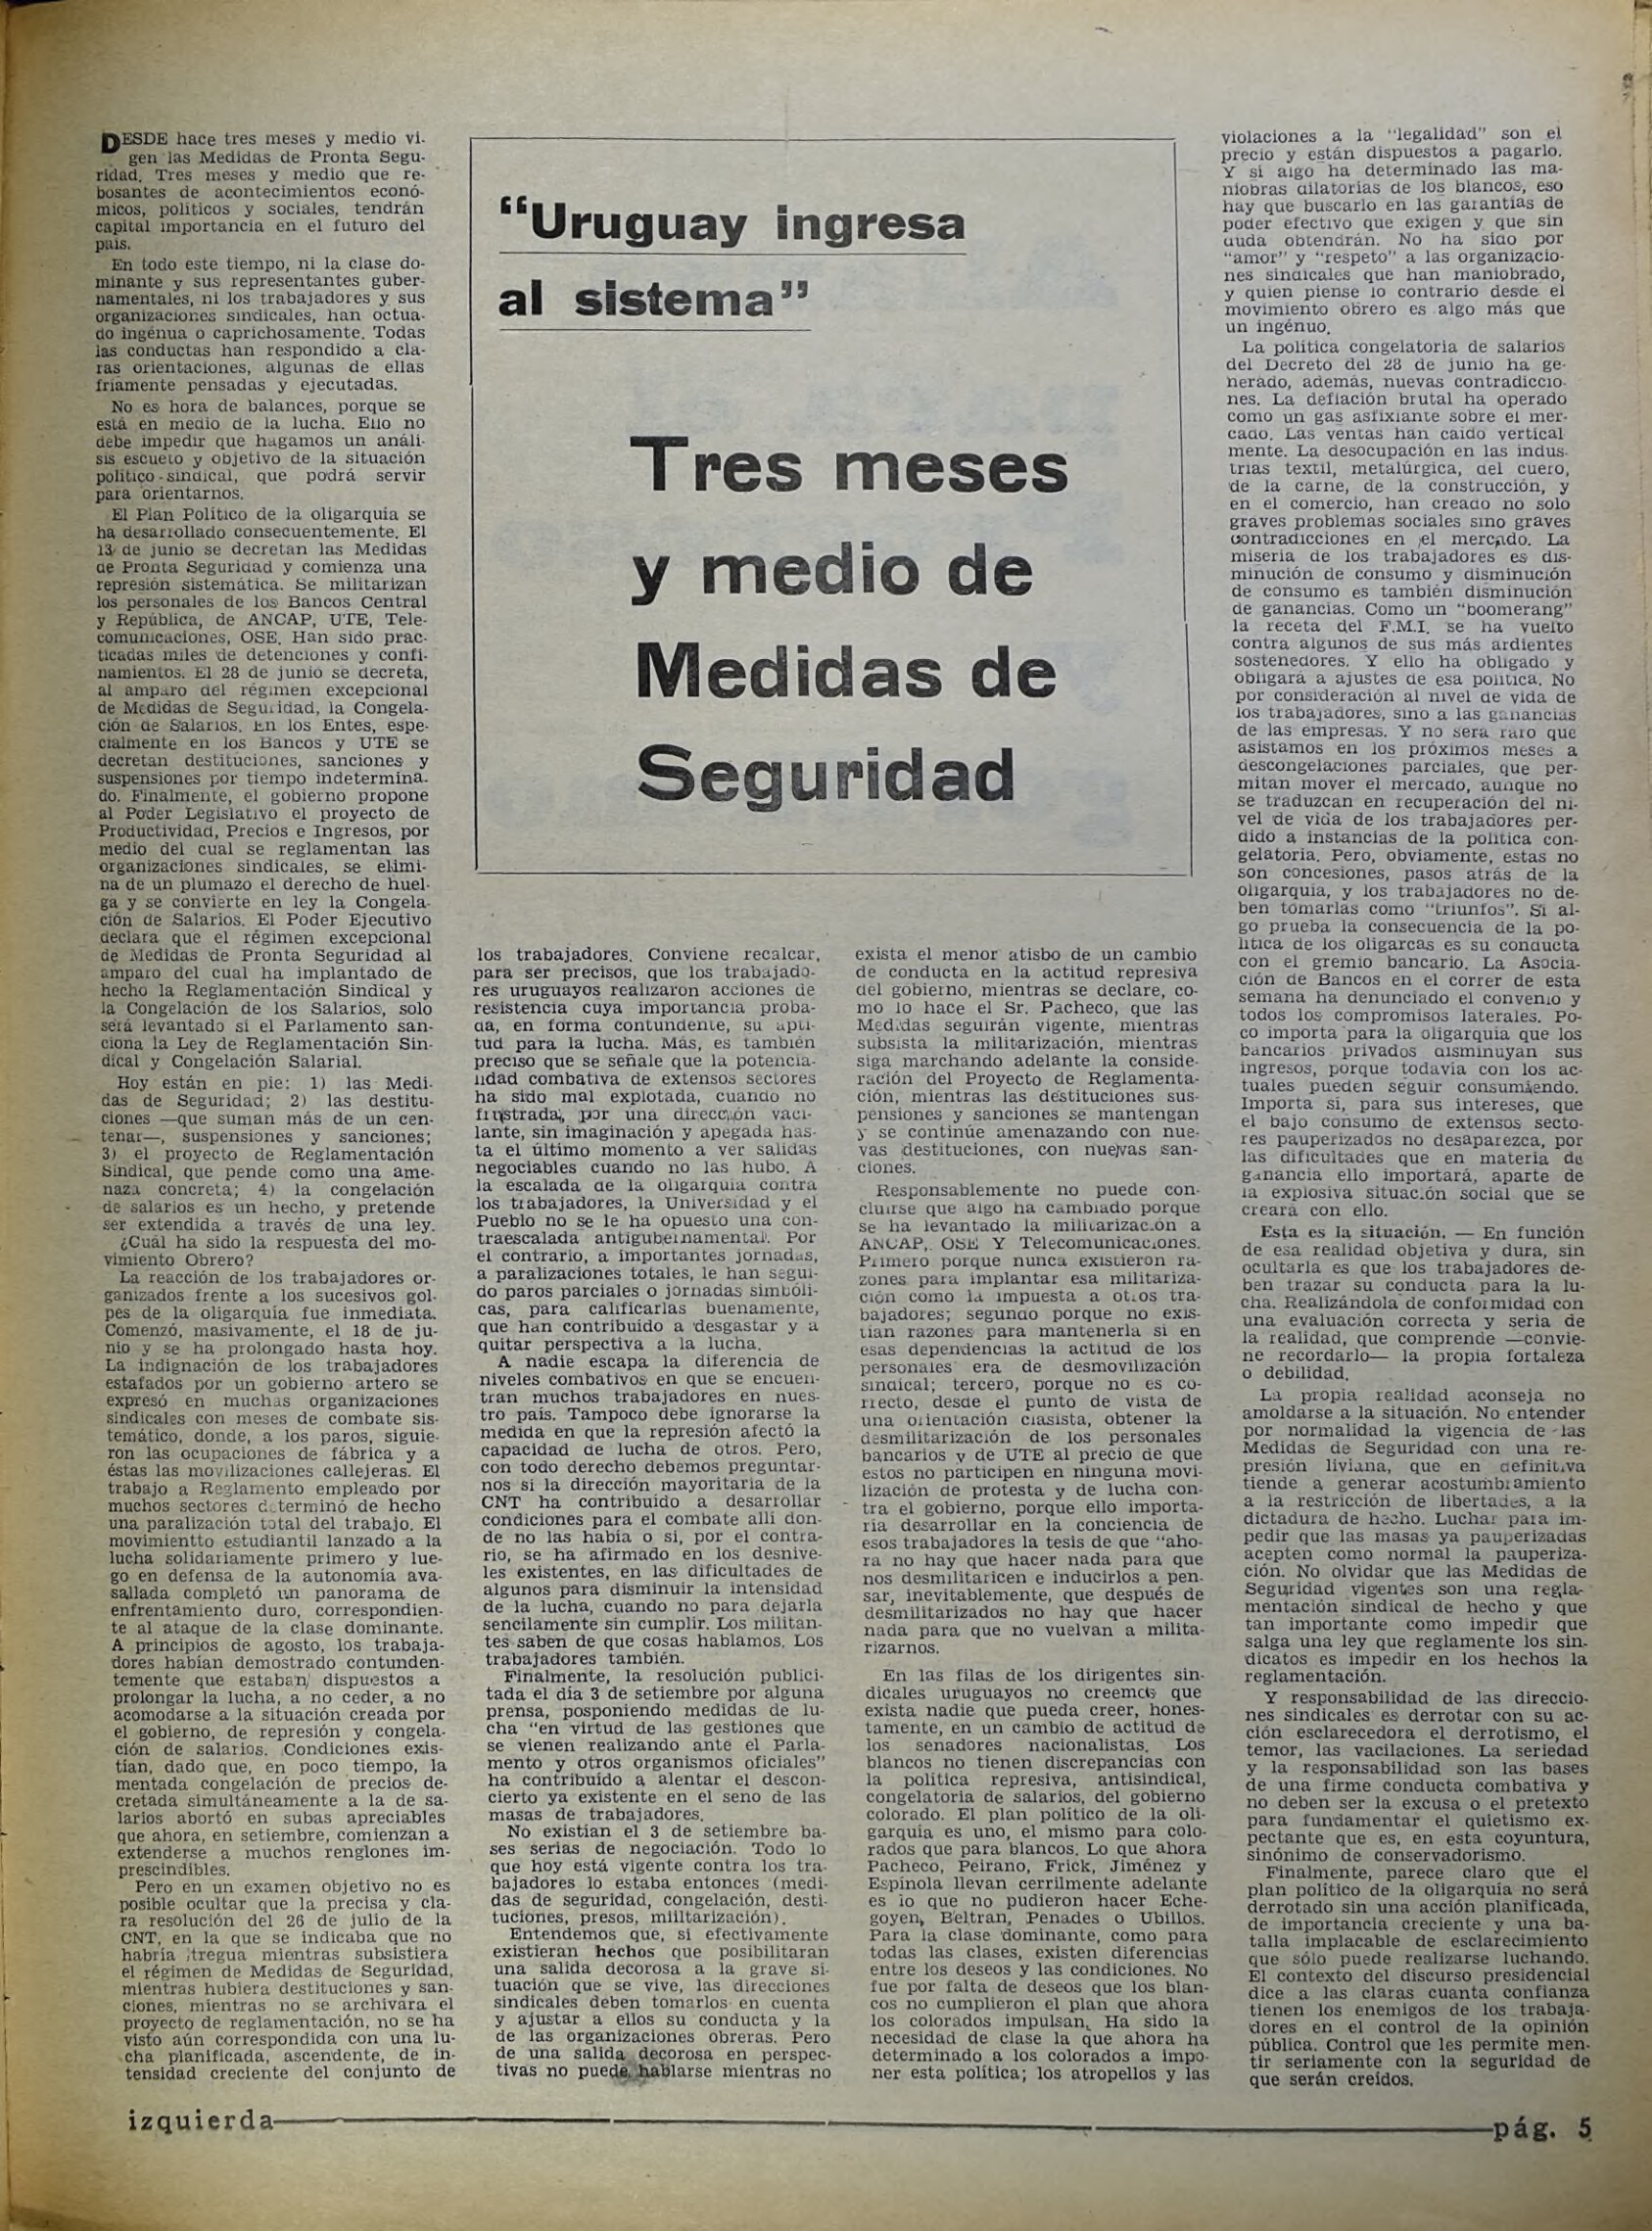 “Uruguay ingresa
al sistema”
Tres meses
y medio de
Medidas de
Seguridad
DESDE hace tres meses y medio vi-
gen las Medidas de Pronta Segu-
ridad. Tres meses y medio que re-
bosantes de acontecimientos econó-
micos, políticos y sociales, tendrán
capital importancia en el futuro del
país.
En todo este tiempo, ni la clase do-
minante y sus representantes guber-
namentales, ni los trabajadores y sus
organizaciones sindicales, han octua-
do ingénua o caprichosamente. Todas
las conductas han respondido a cla-
ras orientaciones, algunas de ellas
friamente pensadas y ejecutadas.
No es hora de balances, porque se
está en medio de la lucha. Ello no
debe impedir que hagamos un análi-
sis escueto y objetivo de la situación
político-sindical, que podrá servir
para orientarnos.
El Plan Político de la oligarquía se
ha desarrollado consecuentemente. El
13 de junio se decretan las Medidas
de Pronta Seguridad y comienza una
represión sistemática. Se militarizan
los personales de los Bancos Central
y República, de ANCAP, UTE, Tele-
comunicaciones, OSE. Han sido prac-
ticadas miles de detenciones y confi-
namientos. El 28 de junio se decreta,
al amparo del régimen excepcional
de Medidas de Seguridad, la Congela-
ción de Salarios. En los Entes, espe-
cialmente en los Bancos y UTE se
decretan destituciones, sanciones y
suspensiones por tiempo indetermina-
do. Finalmente, el gobierno propone
al Poder Legislativo el proyecto de
Productividad, Precios e Ingresos, por
medio del cual se reglamentan las
organizaciones sindicales, se elimi-
na de un plumazo el derecho de huel-
ga y se convierte en ley la Congela-
ción de Salarios. El Poder Ejecutivo
declara que el régimen excepcional
de Medidas de Pronta Seguridad al
amparo del cual ha implantado de
hecho la Reglamentación Sindical y
la Congelación de los Salarios, solo
será levantado si el Parlamento san-
ciona la Ley de Reglamentación Sin-
dical y Congelación Salarial.
Hoy están en pie: 1) las Medi-
das de Seguridad; 2) las destitu-
ciones —que suman más de un cen-
tenar—, suspensiones y sanciones;
3) el proyecto de Reglamentación
Sindical, que pende como una ame-
naza concreta; 4) la congelación
de salarios es un hecho, y pretende
ser extendida a través de una ley.
¿Cuál ha sido la respuesta del mo-
vimiento Obrero?
La reacción de los trabajadores or-
ganizados frente a los sucesivos gol-
pes de la oligarquía fue inmediata.
Comenzó, masivamente, el 18 de ju-
nio y se ha prolongado hasta hoy.
La indignación de los trabajadores
estafados por un gobierno artero se
expresó en muchas organizaciones
sindicales con meses de combate sis-
temático, donde, a los paros, siguie-
ron las ocupaciones de fábrica y a
éstas las movilizaciones callejeras. El
trabajo a Reglamento empleado por
muchos sectores determinó de hecho
una paralización total del trabajo. El
movimientto estudiantil lanzado a la
lucha solidariamente primero y lue-
go en defensa de la autonomía ava-
sallada completó un panorama de
enfrentamiento duro, correspondien-
te al ataque de la clase dominante.
A principios de agosto, los trabaja-
dores habían demostrado contunden-
temente que estaban dispuestos a
prolongar la lucha, a no ceder, a no
acomodarse a la situación creada por
el gobierno, de represión y congela-
ción de salarios. Condiciones exis-
tían, dado que, en poco tiempo, la
mentada congelación de precios de-
cretada simultáneamente a la de sa-
larios abortó en subas apreciables
que ahora, en setiembre, comienzan a
extenderse a muchos renglones im-
prescindibles.
Pero en un examen objetivo no es
posible ocultar que la precisa y cla-
ra resolución del 26 de julio de la
CNT, en la que se indicaba que no
habría tregua mientras subsistiera
el régimen de Medidas de Seguridad,
mientras hubiera destituciones y san-
ciones, mientras no se archivara el
proyecto de reglamentación, no se ha
visto aún correspondida con una lu-
cha planificada, ascendente, de in-
tensidad creciente del conjunto de
los trabajadores. Conviene recalcar,
para ser precisos, que los trabajado-
res uruguayos realizaron acciones de
resistencia cuya importancia proba-
da, en forma contundente, su apti-
tud para la lucha. Más, es también
preciso que se señale que la potencia-
lidad combativa de extensos sectores
ha sido mal explotada, cuando no
frustrada, por una dirección vaci-
lante, sin imaginación y apegada has-
ta el último momento a ver salidas
negociables cuando no las hubo. A
la escalada de la oligarquía contra
los trabajadores, la Universidad y el
Pueblo no se le ha opuesto una con-
traescalada antigubernamental. Por
el contrario, a importantes jornadas,
a paralizaciones totales, le han segui-
do paros parciales o jornadas simbóli-
cas, para calificarlas buenamente,
que han contribuido a desgastar y a
quitar perspectiva a la lucha.
A nadie escapa la diferencia de
niveles combativos en que se encuen-
tran muchos trabajadores en nues-
tro país. Tampoco debe ignorarse la
medida en que la represión afectó la
capacidad de lucha de otros. Pero,
con todo derecho debemos preguntar-
nos si la dirección mayoritaria de la
CNT ha contribuido a desarrollar
condiciones para el combate allí don-
de no las había o si, por el contra-
rio, se ha afirmado en los desnive-
les existentes, en las dificultades de
algunos para disminuir la intensidad
de la lucha, cuando no para dejarla
sencilamente sin cumplir. Los militan-
tes saben de que cosas hablamos. Los
trabajadores también.
Finalmente, la resolución publici-
tada el día 3 de setiembre por alguna
prensa, posponiendo medidas de lu-
cha “en virtud de las gestiones que
se vienen realizando ante el Parla-
mento y otros organismos oficiales”
ha contribuído a alentar el descon-
cierto ya existente en el seno de las
masas de trabajadores.
No existían el 3 de setiembre ba-
ses serias de negociación. Todo lo
que hoy está vigente contra los tra-
bajadores lo estaba entonces (medi-
das de seguridad, congelación, desti-
tuciones, presos, miiltarización).
Entendemos que, si efectivamente
existieran hechos que posibilitaran
una salida decorosa a la grave si-
tuación que se vive, las direcciones
sindicales deben tomarlos en cuenta
y ajustar a ellos su conducta y la
de las organizaciones obreras. Pero
de una salida decorosa en perspec-
tivas no puede hablarse mientras no
exista el menor atisbo de un cambio
de conducta en la actitud represiva
del gobierno, mientras se declare, co-
mo lo hace el Sr. Pacheco, que las
Medidas seguirán vigente, mientras
subsista la militarización, mientras
siga marchando adelante la conside-
ración del Proyecto de Reglamenta-
ción, mientras las destituciones sus-
pensiones y sanciones se mantengan
y se continúe amenazando con nue-
vas destituciones, con nuevas san-
ciones.
Responsablemente no puede con-
cluirse que algo ha cambiado porque
se ha levantado la militarización a
ANCAP, OSE Y Telecomunicaciones.
Primero porque nunca existieron ra-
zones para implantar esa militariza-
ción como la impuesta a otros tra-
bajadores; segundo porque no exis-
tían razones para mantenerla si en
esas dependencias la actitud de los
personales era de desmovilización
sindical; tercero, porque no es co-
rrecto, desde el punto de vista de
una orientación clasista, obtener la
desmilitarización de los personales
bancarios y de UTE al precio de que
estos no participen en ninguna movi-
lización de protesta y de lucha con-
tra el gobierno, porque ello importa-
ría desarrollar en la conciencia de
esos trabajadores la tesis de que “aho-
ra no hay que hacer nada para que
nos desmilitaricen e inducirlos a pen-
sar, inevitablemente, que después de
desmilitarizados no hay que hacer
nada para que no vuelvan a milita-
rizarnos.
En las filas de los dirigentes sin-
dicales uruguayos no creemos que
exista nadie que pueda creer, hones-
tamente, en un cambio de actitud de
los senadores nacionalistas. Los
blancos no tienen discrepancias con
la política represiva, antisindical,
congelatoria de salarios, del gobierno
colorado. El plan político de la oli-
garquía es uno, el mismo para colo-
rados que para blancos. Lo que ahora
Pacheco, Peirano, Frick, Jiménez y
Espínola llevan cerrilmente adelante
es lo que no pudieron hacer Eche-
goyen, Beltran, Penades o Ubillos.
Para la clase dominante, como para
todas las clases, existen diferencias
entre los deseos y las condiciones. No
fue por falta de deseos que los blan-
cos no cumplieron el plan que ahora
los colorados impulsan. Ha sido la
necesidad de clase la que ahora ha
determinado a los colorados a impo-
ner esta política; los atropellos y las
violaciones a la “legalidad” son el
precio y están dispuestos a pagarlo.
Y si algo ha determinado las ma-
niobras dilatorias de los blancos, eso
hay que buscarlo en las garantías de
poder efectivo que exigen y que sin
duda obtendrán. No ha sido por
“amor” y “respeto” a las organizacio-
nes sindicales que han maniobrado,
y quien piense lo contrario desde el
movimiento obrero es algo más que
un ingénuo.
La política congelatoria de salarios
del Decreto del 28 de junio ha ge-
nerado, además, nuevas contradiccio-
nes. La deflación brutal ha operado
como un gas asfixiante sobre el mer-
cado. Las ventas han caído vertical
mente. La desocupación en las indus-
trias textil, metalúrgica, del cuero,
de la carne, de la construcción, y
en el comercio, han creado no solo
graves problemas sociales sino graves
contradicciones en el mercado. La
miseria de los trabajadores es dis-
minución de consumo y disminución
de consumo es también disminución
de ganancias. Como un “boomerang”
la receta del F.M.I. se ha vuelto
contra algunos de sus más ardientes
sostenedores. Y ello ha obligado y
obligará a ajustes de esa política. No
por consideración al nivel de vida de
los trabajadores, sino a las ganancias
de las empresas. Y no será raro que
asistamos en los próximos meses a
descongelaciones parciales, que per-
mitan mover el mercado, aunque no
se traduzcan en recuperación del ni-
vel de vida de los trabajadores per-
dido a instancias de la política con-
gelatoria. Pero, obviamente, estas no
son concesiones, pasos atrás de la
oligarquía, y los trabajadores no de-
ben tomarlas como “triunfos”. Si al-
go prueba la consecuencia de la po-
lítica de los oligarcas es su conducta
con el gremio bancario. La Asocia-
ción de Bancos en el correr de esta
semana ha denunciado el convenio y
todos los compromisos laterales. Po-
co importa para la oligarquía que los
bancarios privados disminuyan sus
ingresos, porque todavía con los ac-
tuales pueden seguir consumiendo.
Importa sí, para sus intereses, que
el bajo consumo de extensos secto-
res pauperizados no desaparezca, por
las dificultades que en materia de
ganancia ello importará, aparte de
la explosiva situación social que se
creará con ello.
Esta es la situación. — En función
de esa realidad objetiva y dura, sin
ocultarla es que los trabajadores de-
ben trazar su conducta para la lu-
cha. Realizándola de conformidad con
una evaluación correcta y seria de
la realidad, que comprende —convie-
ne recordarlo— la propia fortaleza
o debilidad.
La propia realidad aconseja no
amoldarse a la situación. No entender
por normalidad la vigencia de las
Medidas de Seguridad con una re-
presión liviana, que en definitiva
tiende a generar acostumbramiento
a la restricción de libertades, a la
dictadura de hecho. Luchar para im-
pedir que las masas ya pauperizadas
acepten como normal la pauperiza-
ción. No olvidar que las Medidas de
Seguridad vigentes son una regla-
mentación sindical de hecho y que
tan importante como impedir que
salga una ley que reglamente los sin-
dicatos es impedir en los hechos la
reglamentación.
Y responsabilidad de las direccio-
nes sindicales es derrotar con su ac-
ción esclarecedora el derrotismo, el
temor, las vacilaciones. La seriedad
y la responsabilidad son las bases
de una firme conducta combativa y
no deben ser la excusa o el pretexto
para fundamentar el quietismo ex-
pectante que es, en esta coyuntura,
sinónimo de conservadorismo.
Finalmente, parece claro que el
plan político de la oligarquía no será
derrotado sin una acción planificada,
de importancia creciente y una ba-
talla implacable de esclarecimiento
que sólo puede realizarse luchando.
El contexto del discurso presidencial
dice a las claras cuanta confianza
tienen los enemigos de los trabaja-
dores en el control de la opinión
pública. Control que les permite men-
tir seriamente con la seguridad de
que serán creídos.
izquierda
pág. 5